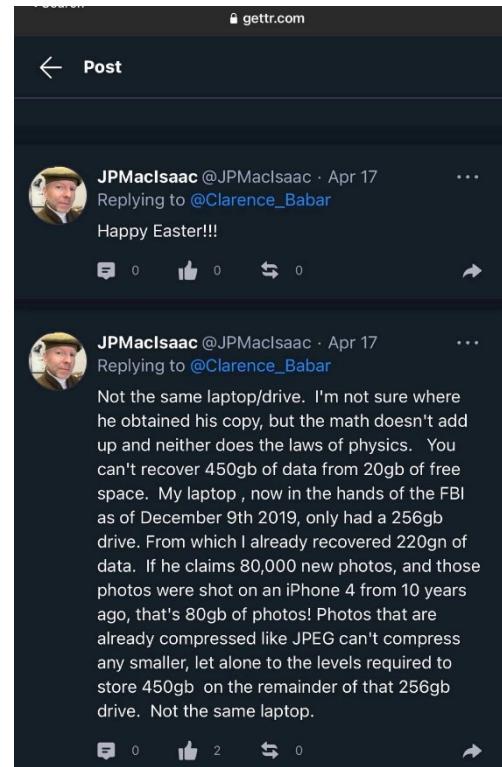 gettr.com
Post
JPMacIsaac @JPMacIsaac · Apr 17
Replying to @Clarence_Babar
Happy Easter!!!
0 0 0
JPMacIsaac @JPMacIsaac · Apr 17
Replying to @Clarence_Babar
Not the same laptop/drive. I'm not sure where
he obtained his copy, but the math doesn't add
up and neither does the laws of physics. You
can't recover 450gb of data from 20gb of free
space. My laptop , now in the hands of the FBI
as of December 9th 2019, only had a 256gb
drive. From which I already recovered 220gn of
data. If he claims 80,000 new photos, and those
photos were shot on an iPhone 4 from 10 years
ago, that's 80gb of photos! Photos that are
already compressed like JPEG can't compress
any smaller, let alone to the levels required to
store 450gb on the remainder of that 256gb
drive. Not the same laptop.
0 2 0